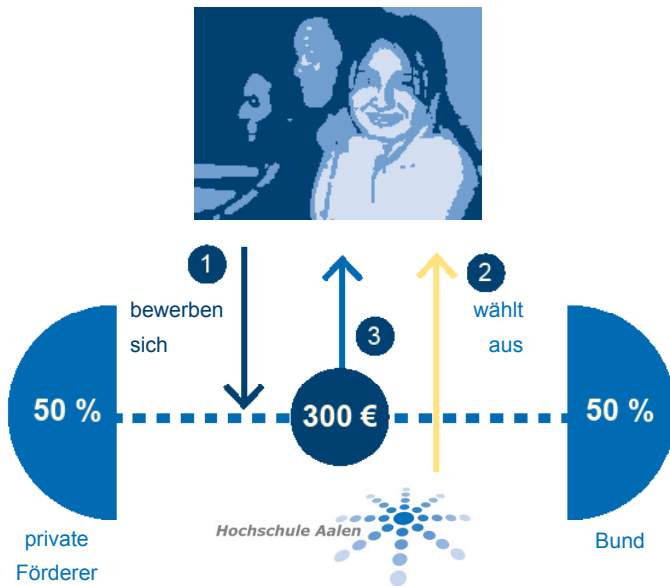 1
2
bewerben
sich
wählt
aus
3
50 %
300 €
50 %
Hochschule Aalen
private
Förderer
Bund